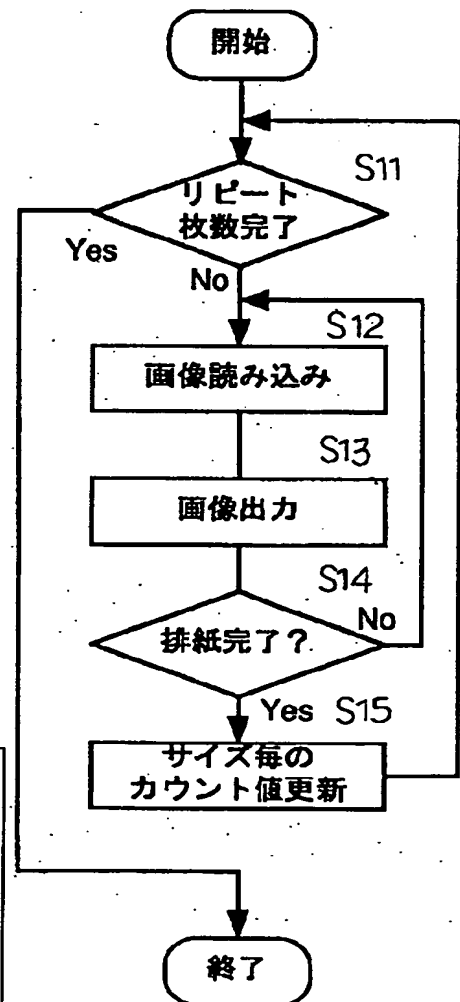 開始
S11
リピート
枚数完了
Yes
No
S12
画像読み込み
S13
画像出力
S14
排紙完了?
No
Yes S15
サイズ毎の
カウント値更新
終了